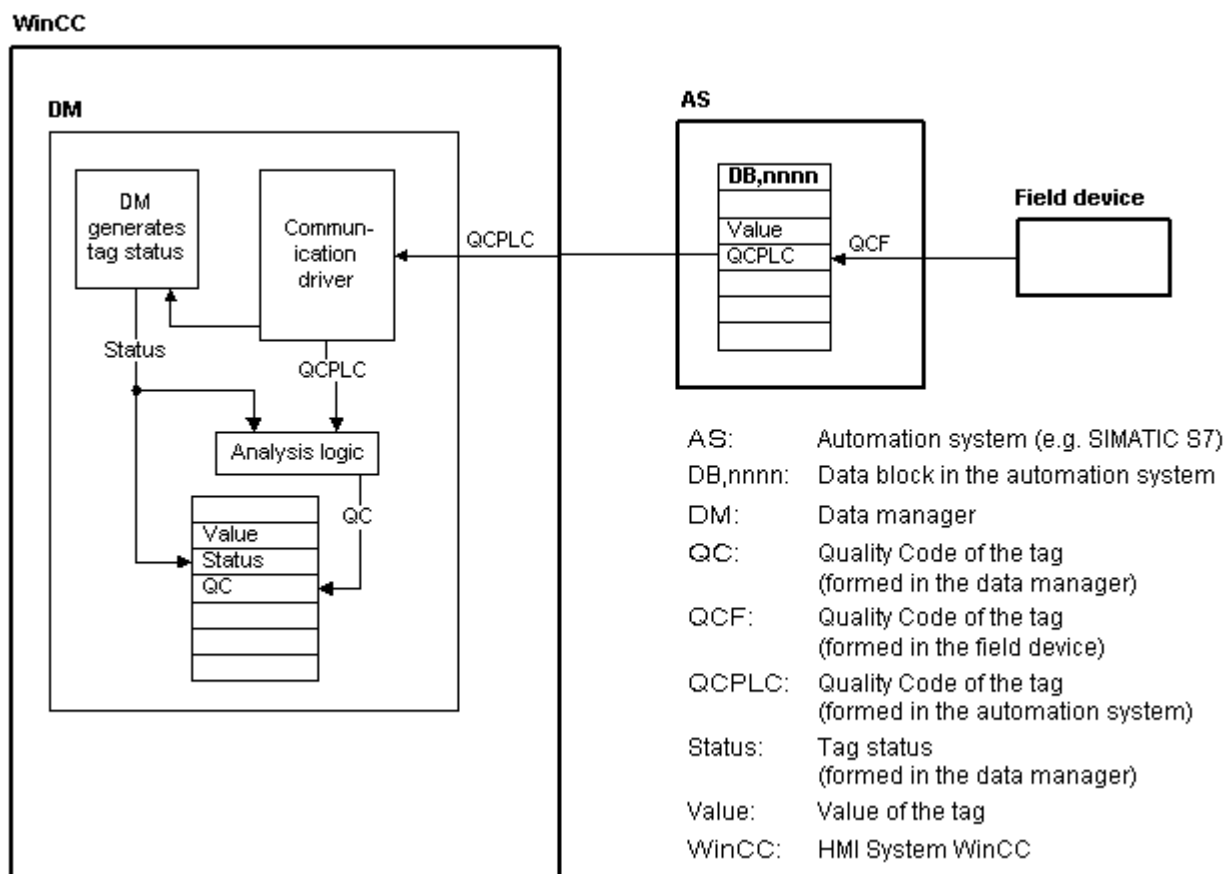 WinCC
DM
DM
generates
tag status
Commun-
ication
driver
QCPLC
Status
QCPLC
Analysis logic
QC
Value
Status
QC
AS
DB,nnnn
Value
QCPLC
QCF
Field device
AS: Automation system (e.g. SIMATIC S7)
DB,nnnn: Data block in the automation system
DM: Data manager
QC: Quality Code of the tag
(formed in the data manager)
QCF: Quality Code of the tag
(formed in the field device)
QCPLC: Quality Code of the tag
(formed in the automation system)
Status: Tag status
(formed in the data manager)
Value: Value of the tag
WinCC: HMI System WinCC